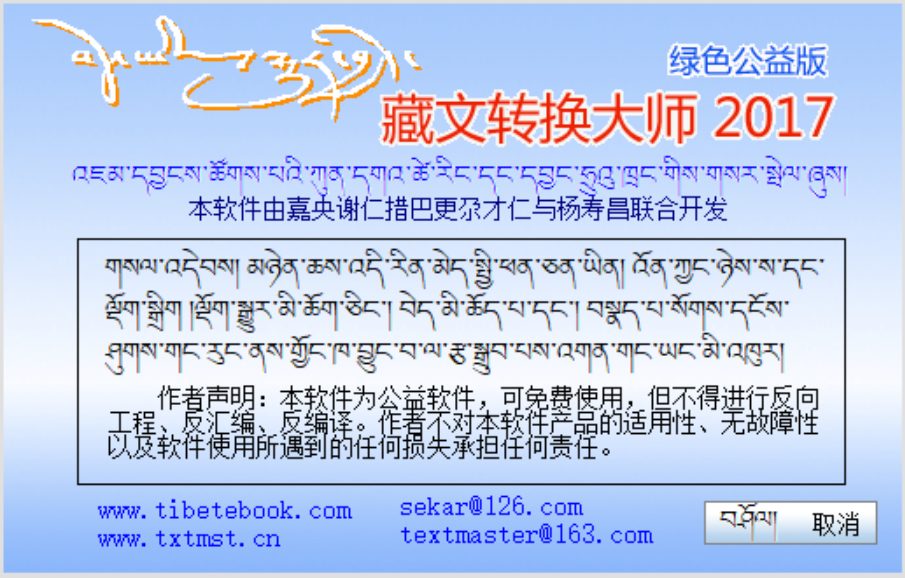 绿色公益版
藏文转换大师 2017
འཇམ་དབྱངས་ཚོགས་པའི་ཀུན་དགའ་ཚེ་རིང་དང་དབྱང་ཧྲུའུ་ཁྲང་གིས་གསར་སྤེལ་ཞུས།
本软件由嘉央谢仁措巴更尕才仁与杨寿昌联合开发
གསལ་འདེབས། མཉེན་ཆས་འདི་རིན་མེད་སྤྱི་ཕན་ཅན་ཡིན། འོན་ཀྱང་ཉེས་ས་དང་
ལྡོག་སྒྲིག །ལྡོག་སྒྱུར་མི་ཆོག་ཅིང་། བེད་མི་ཆོད་པ་དང་། བསྣད་པ་སོགས་དངོས་
ཤུགས་གང་རུང་ནས་གྱོང་ཁ་བྱུང་བ་ལ་རྩ་སྒྲུབ་པས་འགན་གང་ཡང་མི་འཁུར།
作者声明：本软件为公益软件，可免费使用，但不得进行反向
工程、反汇编、反编译。作者不对本软件产品的适用性、无故障性
以及软件使用所遇到的任何损失承担任何责任。
www.tibetebook.com sekar@126.com
www.txtmst.cn textmaster@163.com
བཤོལ། 取消